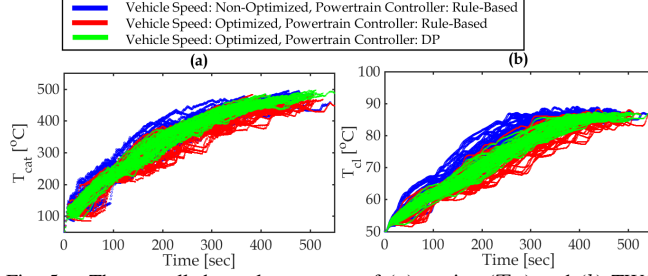 Vehicle Speed: Non-Optimized, Powertrain Controller: Rule-Based
Vehicle Speed: Optimized, Powertrain Controller: Rule-Based
Vehicle Speed: Optimized, Powertrain Controller: DP
(a)
(b)
500
400
300
200
100
T_cat [°C]
0
100
200
300
400
500
Time [sec]
100
90
80
70
60
50
T_cl [°C]
0
100
200
300
400
500
Time [sec]